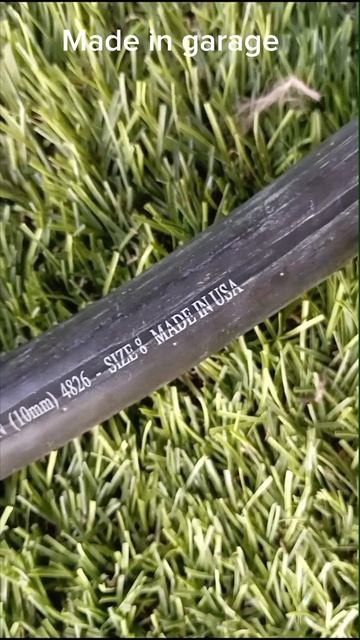 Made in garage
(10mm) 4826 - SIZE 8 MADE IN USA